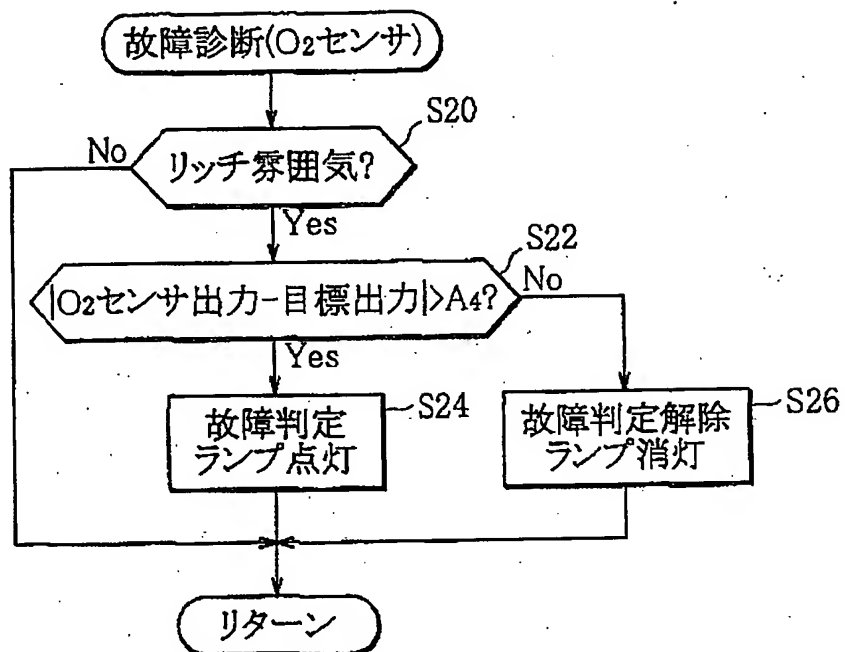 故障診断(O2センサ)
S20
No
リッチ雰囲気?
Yes
S22
|O2センサ出力-目標出力|>A4?
No
Yes
S24
故障判定
ランプ点灯
S26
故障判定解除
ランプ消灯
リターン